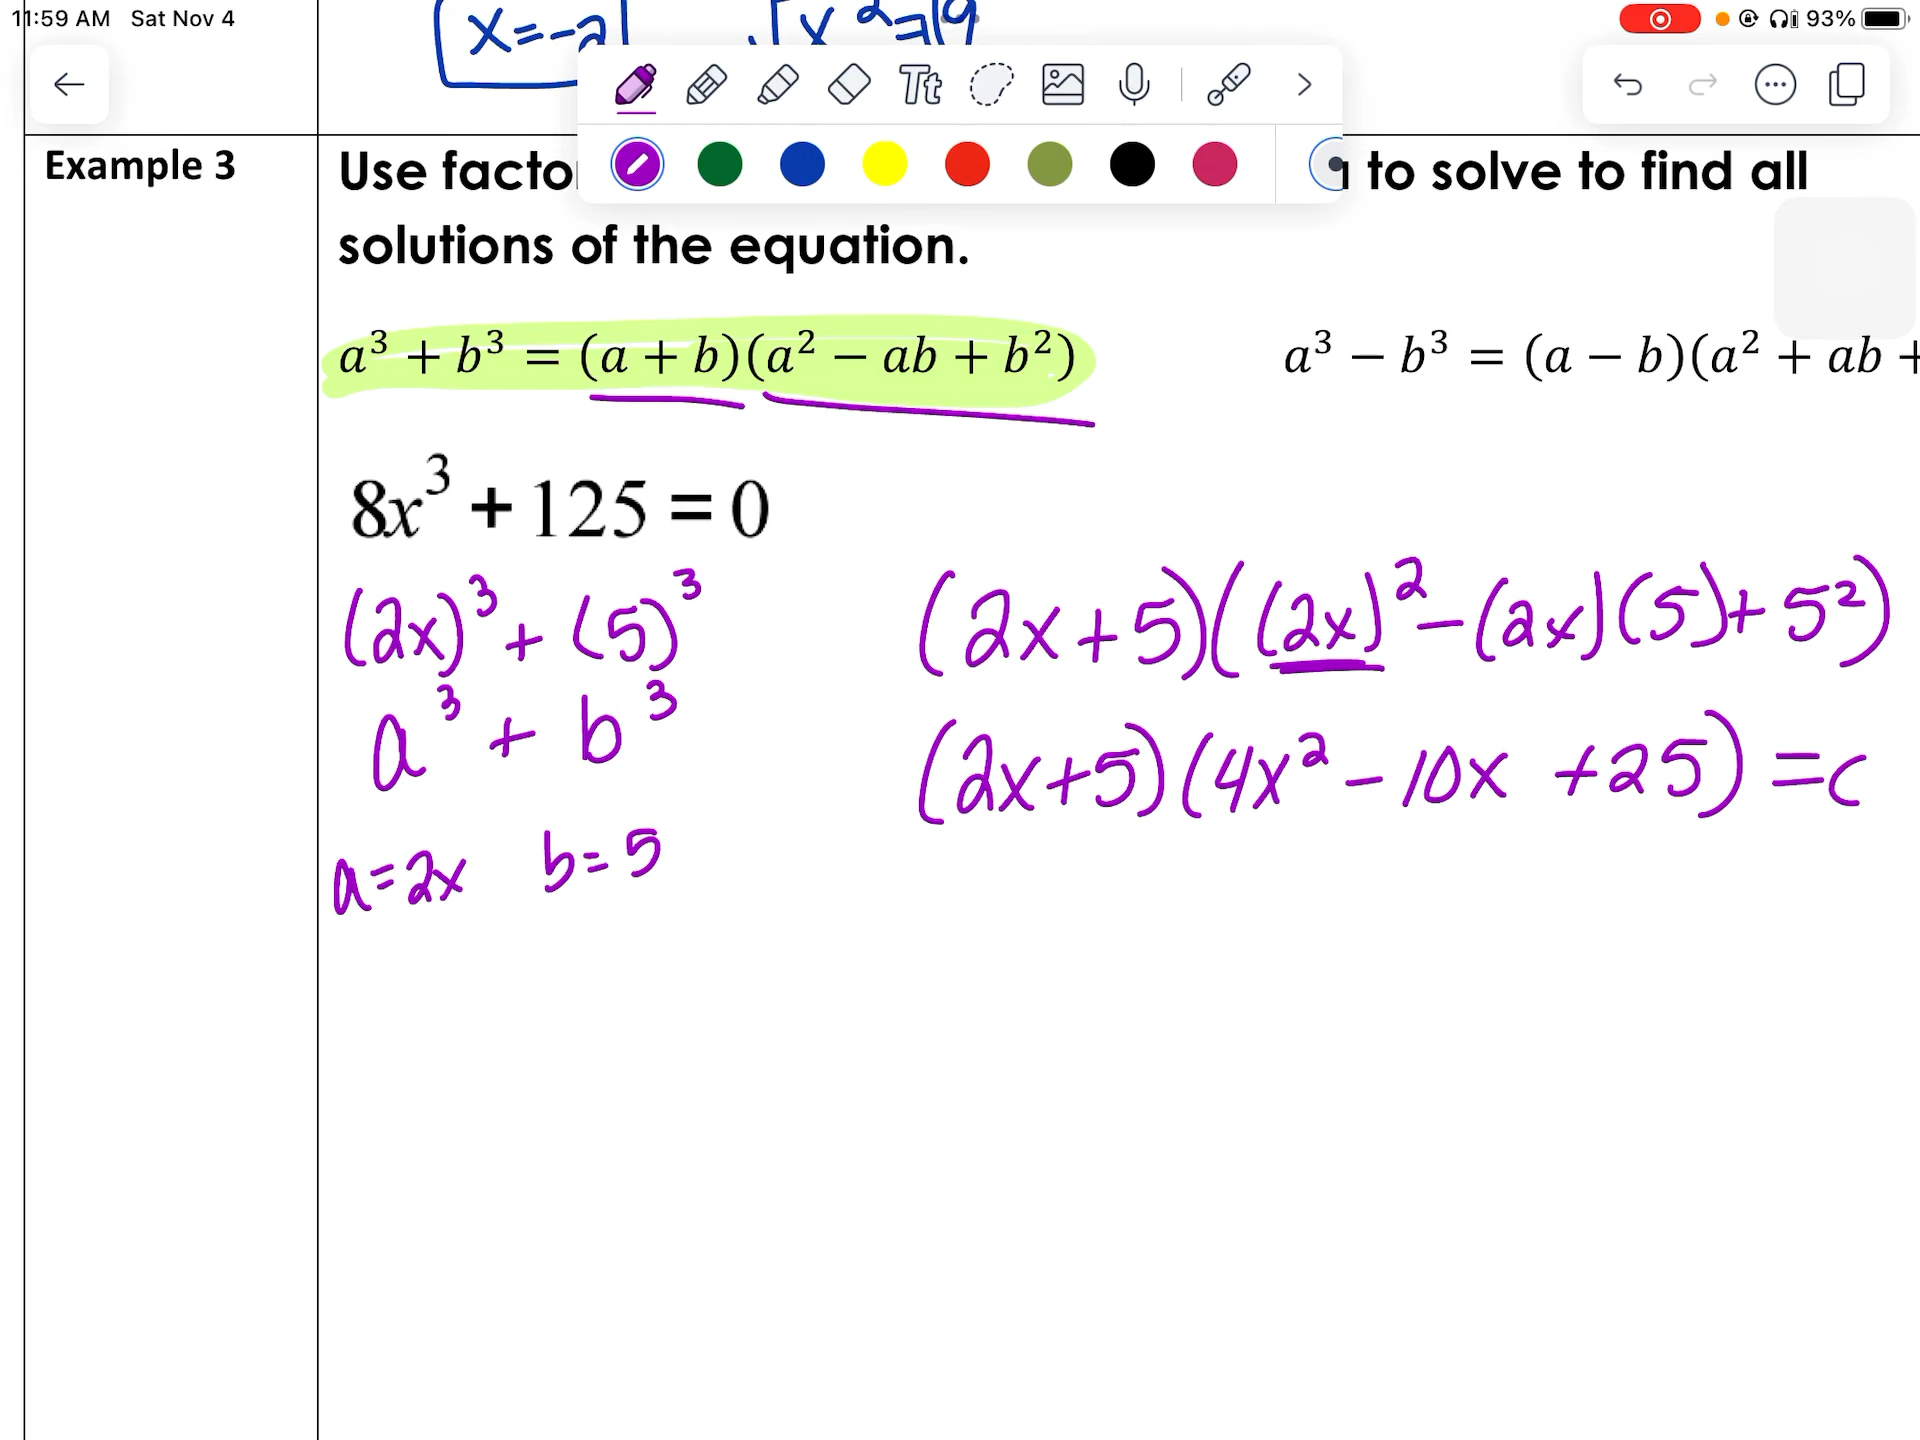 11:59 AM Sat Nov 4
93%
x=-2
Tt
Example 3
Use
to solve to find all
solutions of the equation.
a³ + b³ = (a + b)(a² − ab + b²)
a³ − b³ = (a − b)(a² + ab +
8x³ + 125 = 0
(2x)³ + (5)³
(2x+5)((2x)²-(2x)(5)+5²)
a³ + b³
(2x+5)(4x²-10x+25)=
a=2x b=5